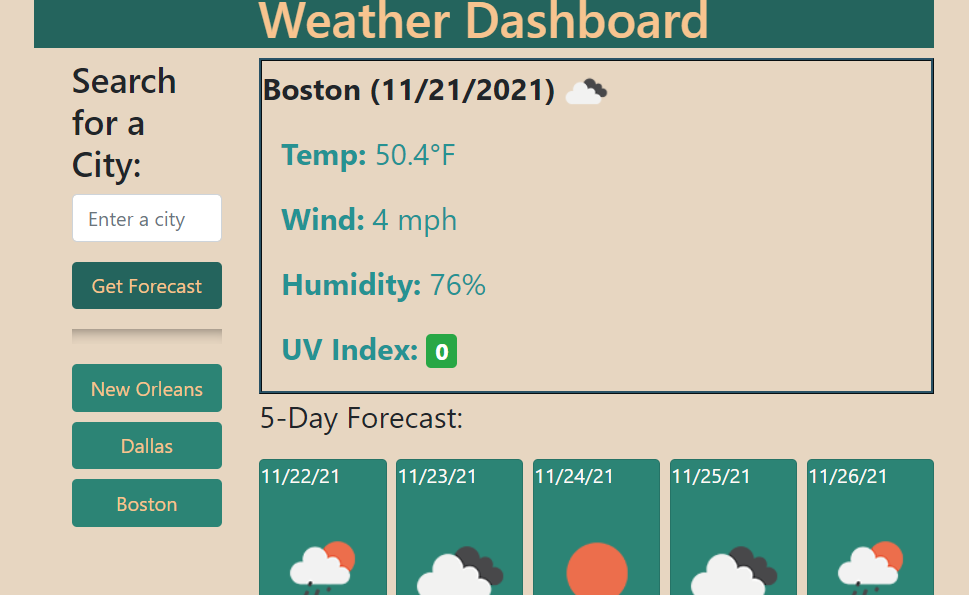 Weather Dashboard
Search
for a
City:
Enter a city
Get Forecast
New Orleans
Dallas
Boston
Boston (11/21/2021)
Temp: 50.4°F
Wind: 4 mph
Humidity: 76%
UV Index: 0
5-Day Forecast:
11/22/21
11/23/21
11/24/21
11/25/21
11/26/21